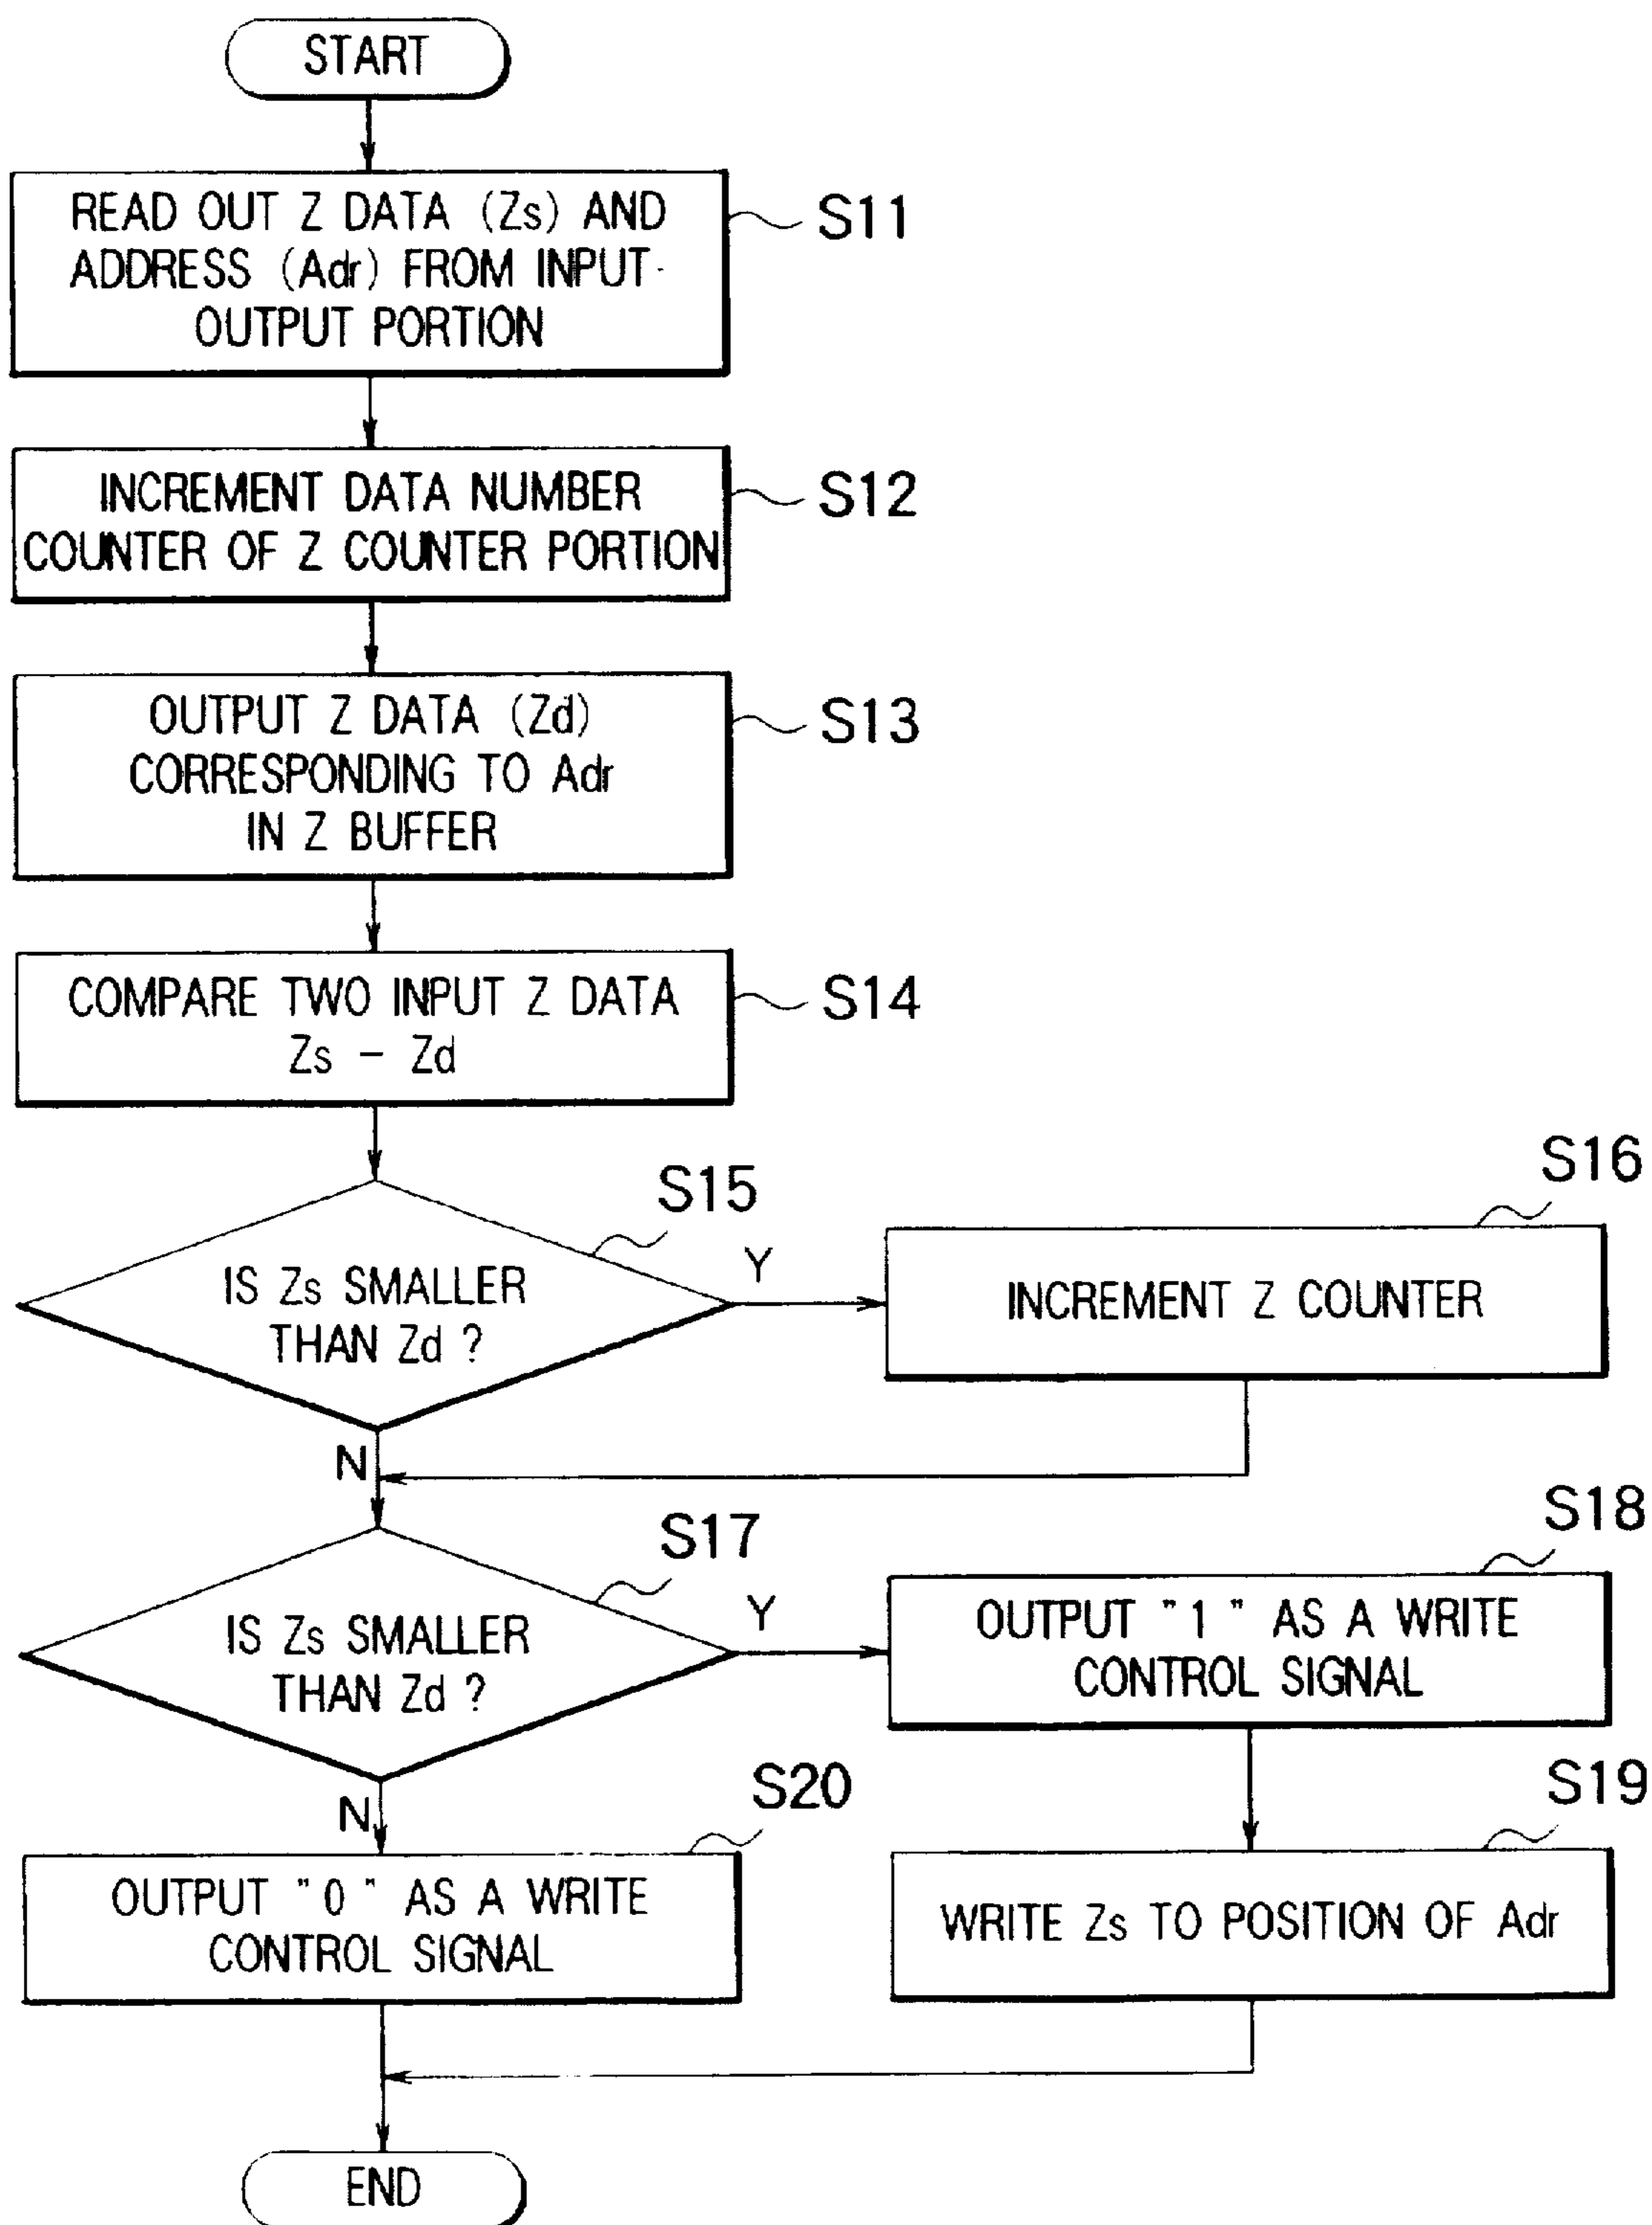 START
READ OUT Z DATA (Zs) AND
ADDRESS (Adr) FROM INPUT-
OUTPUT PORTION
S11
INCREMENT DATA NUMBER
COUNTER OF Z COUNTER PORTION
S12
OUTPUT Z DATA (Zd)
CORRESPONDING TO Adr
IN Z BUFFER
S13
COMPARE TWO INPUT Z DATA
Zs - Zd
S14
S15
IS Zs SMALLER
THAN Zd ?
Y
N
S16
INCREMENT Z COUNTER
S17
IS Zs SMALLER
THAN Zd ?
Y
N
S18
OUTPUT "1" AS A WRITE
CONTROL SIGNAL
S20
OUTPUT "0" AS A WRITE
CONTROL SIGNAL
S19
WRITE Zs TO POSITION OF Adr
END